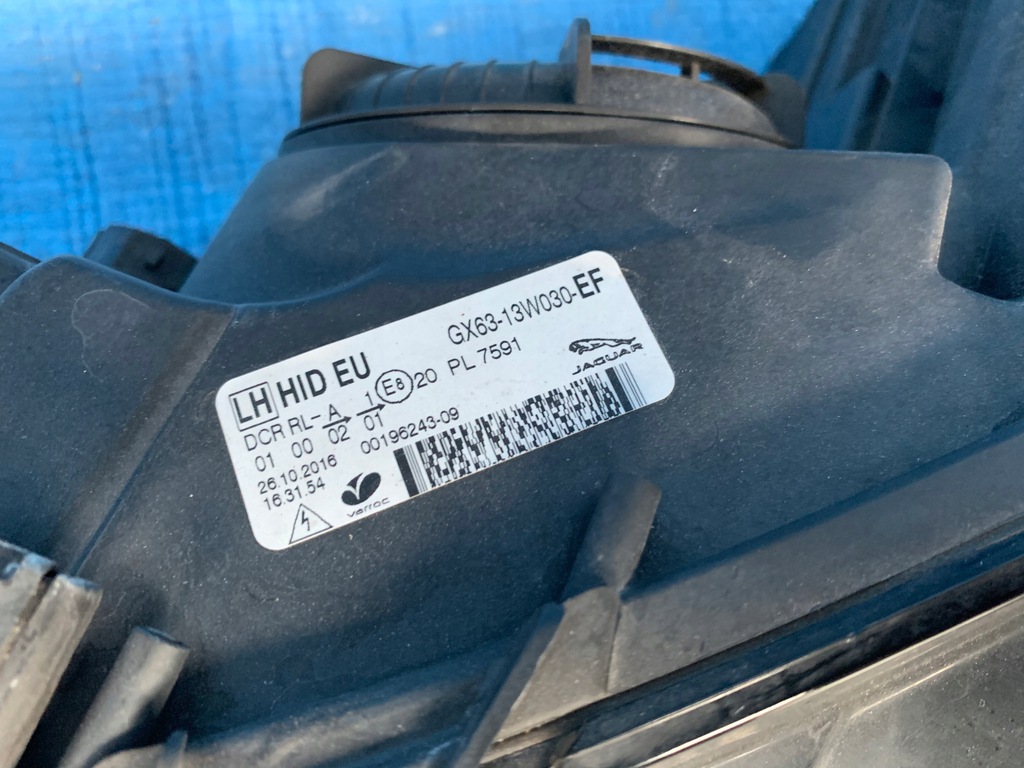 LH HID EU GX63-13W030-EF
DCR RL- A 1 E8 20 PL 7591
01 00 02 01 JAGUAR
26.10.2016 00196243-09
16.31.54
varroc